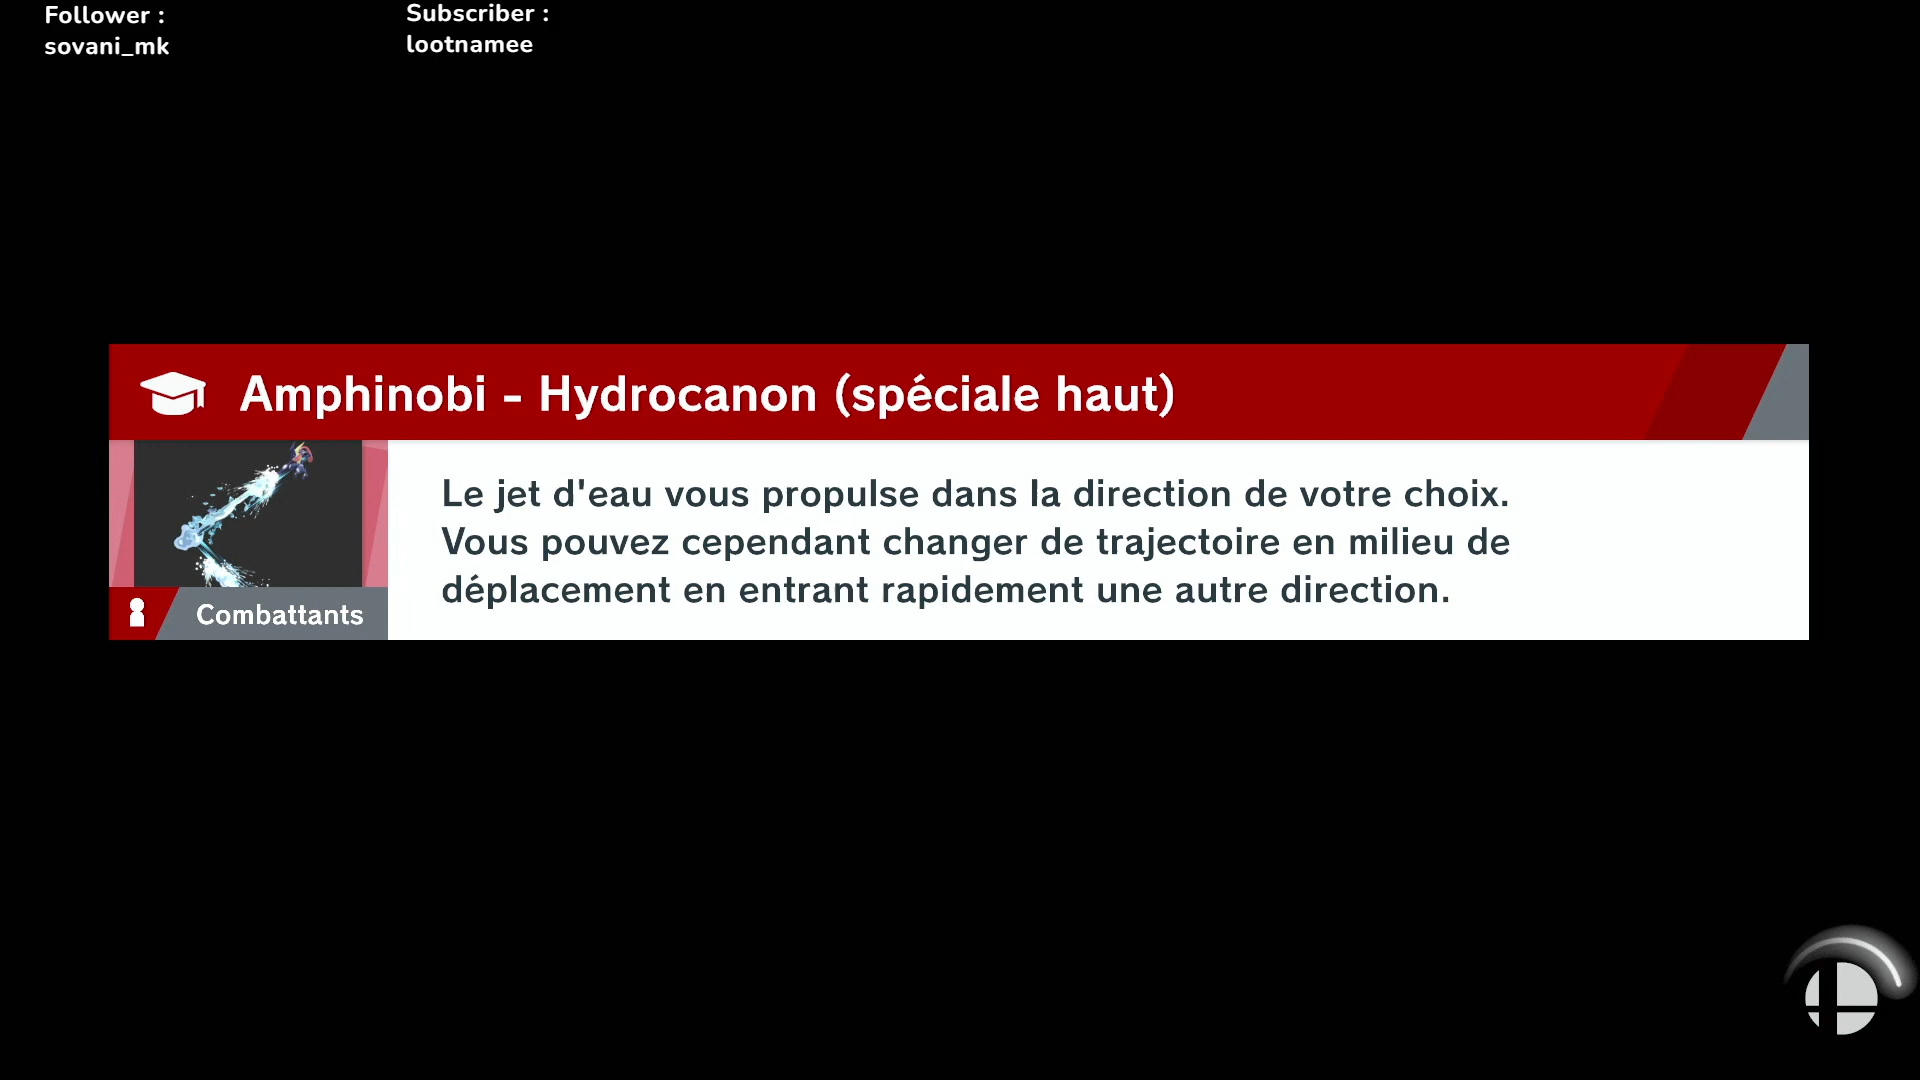 Follower :
sovani_mk
Subscriber :
lootnamee
Amphinobi - Hydrocanon (spéciale haut)
Le jet d'eau vous propulse dans la direction de votre choix.
Vous pouvez cependant changer de trajectoire en milieu de
déplacement en entrant rapidement une autre direction.
Combattants